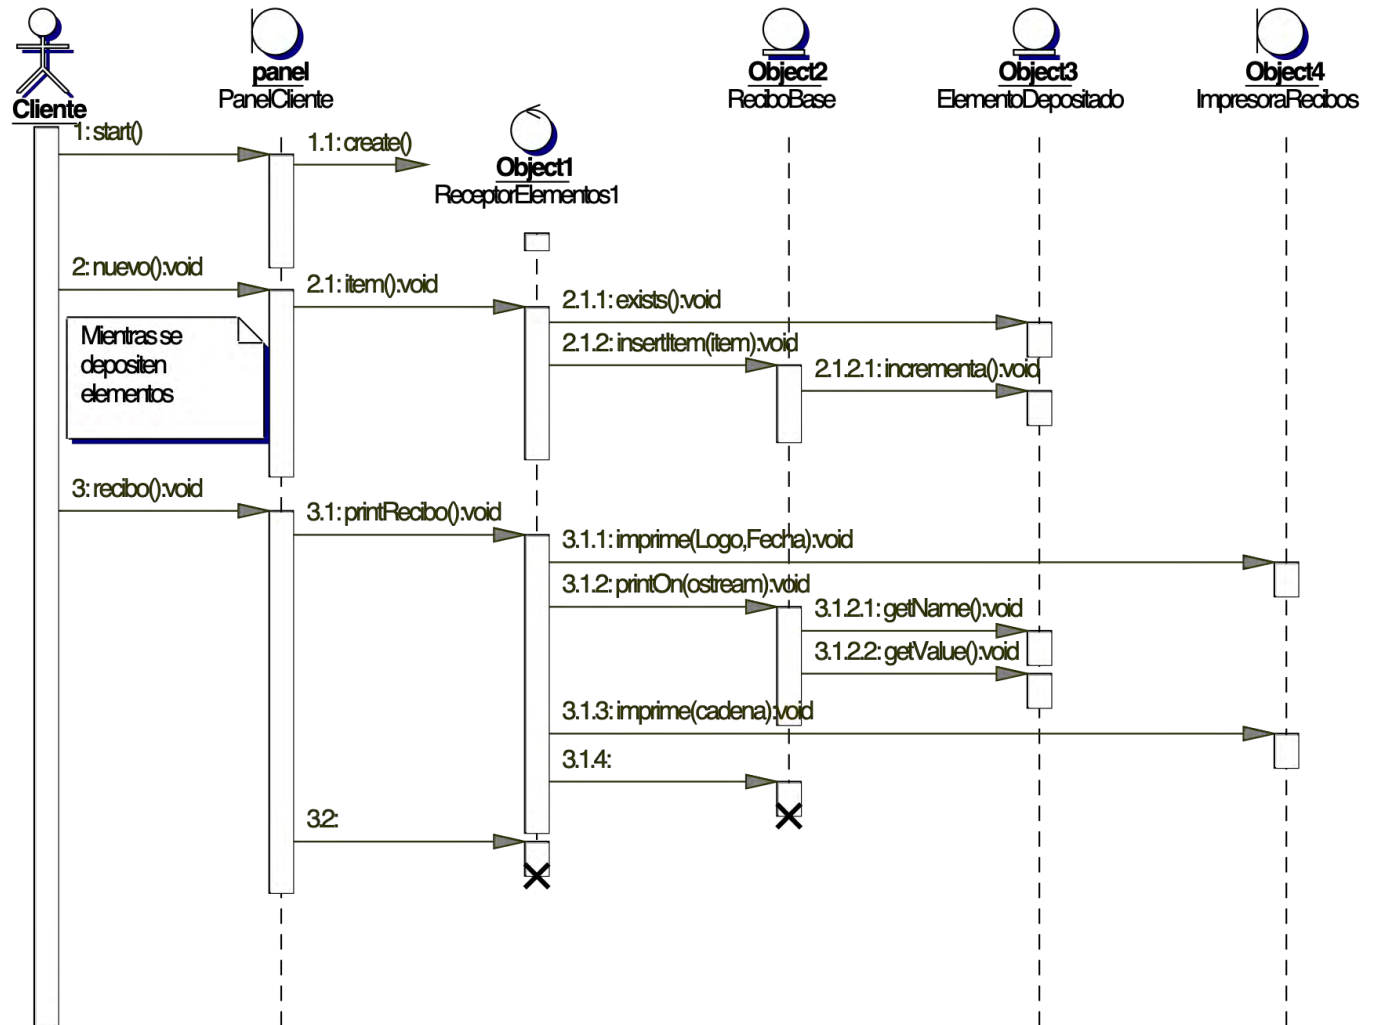 Cliente
panel
PanelCliente
Object1
ReceptorElementos1
Object2
ReciboBase
Object3
ElementoDepositado
Object4
ImpresoraRecibos
1: start()
1.1: create()
2: nuevo():void
2.1: item():void
2.1.1: exists():void
2.1.2: insertItem(item):void
2.1.2.1: incrementa():void
Mientras se
depositen
elementos
3: recibo():void
3.1: printRecibo():void
3.1.1: imprime(Logo,Fecha):void
3.1.2: printOn(ostream):void
3.1.2.1: getName():void
3.1.2.2: getValue():void
3.1.3: imprime(cadena):void
3.1.4:
3.2: